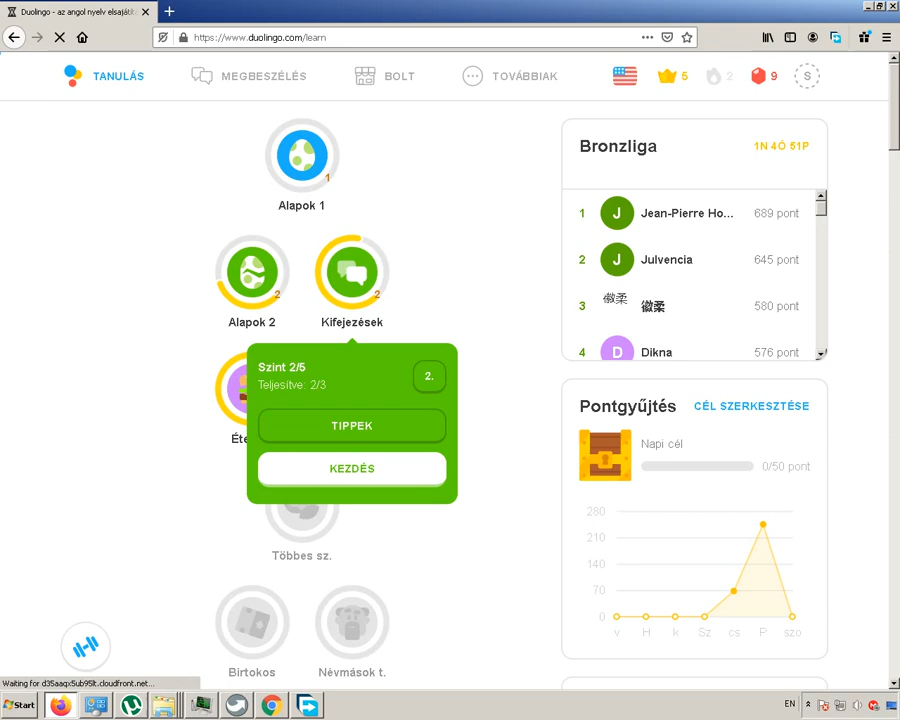 Duolingo - az angol nyelv elsajátít
https://www.duolingo.com/learn
TANULÁS
MEGBESZÉLÉS
BOLT
TOVÁBBIAK
5
2
9
S
1
Alapok 1
2
Alapok 2
2
Kifejezések
Szint 2/5
Teljesítve: 2/3
2.
TIPPEK
KEZDÉS
Éte
Többes sz.
Birtokos
Névmások t.
Bronzliga
1N 4Ó 51P
1 J Jean-Pierre Ho... 689 pont
2 J Julvencia 645 pont
3 徽柔 徽柔 580 pont
4 D Dikna 576 pont
Pontgyűjtés
CÉL SZERKESZTÉSE
Napi cél
0/50 pont
280
210
140
70
0
v H k Sz cs P szo
Waiting for d35aaqx5ub95lt.cloudfront.net...
Start
EN